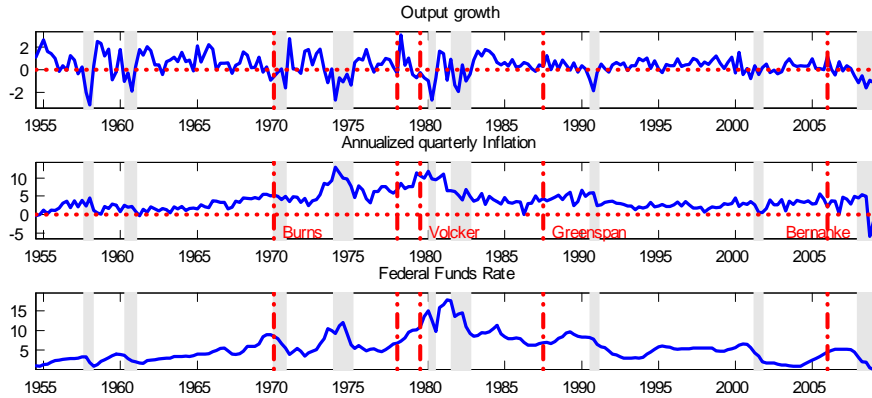 Output growth
2
0
-2
1955 1960 1965 1970 1975 1980 1985 1990 1995 2000 2005
Annualized quarterly Inflation
10
5
0
-5
Burns Volcker Greenspan Bernanke
1955 1960 1965 1970 1975 1980 1985 1990 1995 2000 2005
Federal Funds Rate
15
10
5
1955 1960 1965 1970 1975 1980 1985 1990 1995 2000 2005